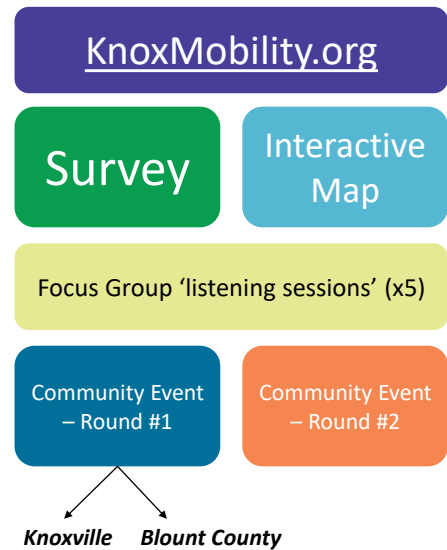 KnoxMobility.org
Survey
Interactive
Map
Focus Group ‘listening sessions’ (x5)
Community Event
– Round #1
Community Event
– Round #2
Knoxville
Blount County